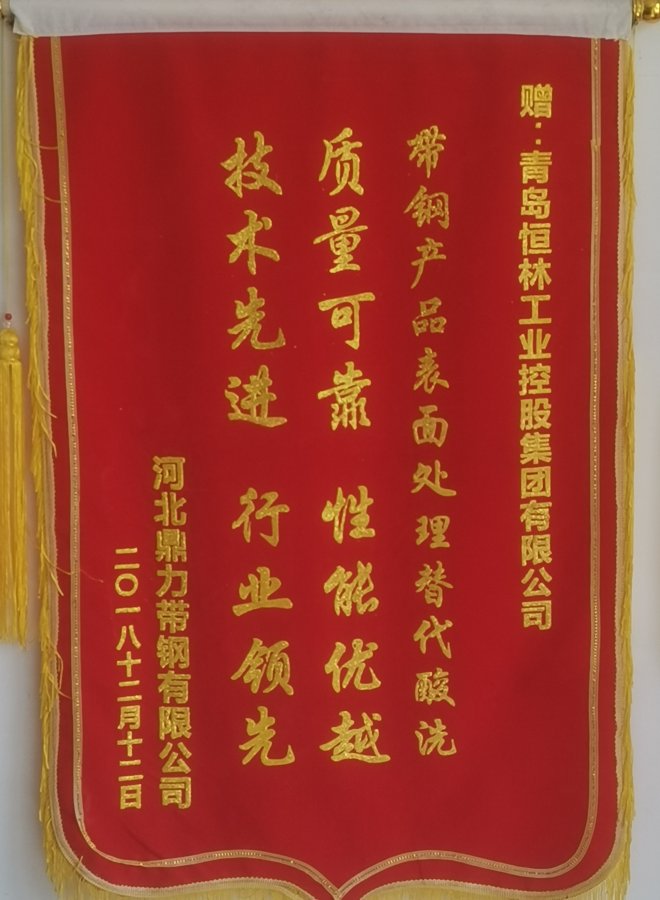 赠：青岛恒林工业控股集团有限公司
带钢产品表面处理替代酸洗
质量可靠 性能优越
技术先进 行业领先
河北鼎力带钢有限公司
二〇一八十二月十二日